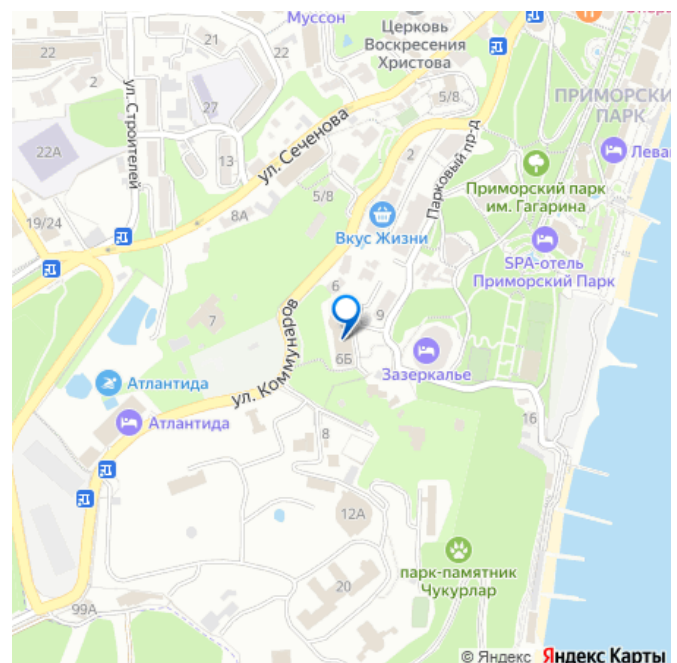 Муссон
21
22
22
2
Церковь
Воскресения
Христова
ул. Строителей
27
5/8
ПРИМОРСКИ
ПАРК
22А
13
ул. Сеченова
2
Лева
5/8
Парковый пр-д
Приморский парк
им. Гагарина
19/24
8А
Вкус Жизни
SPA-отель
Приморский Парк
6
7
9
6Б
Зазеркалье
ул. Коммунаров
Атлантида
Атлантида
8
16
12А
парк-памятник
Чукурлар
20
99А
© Яндекс Яндекс Карты